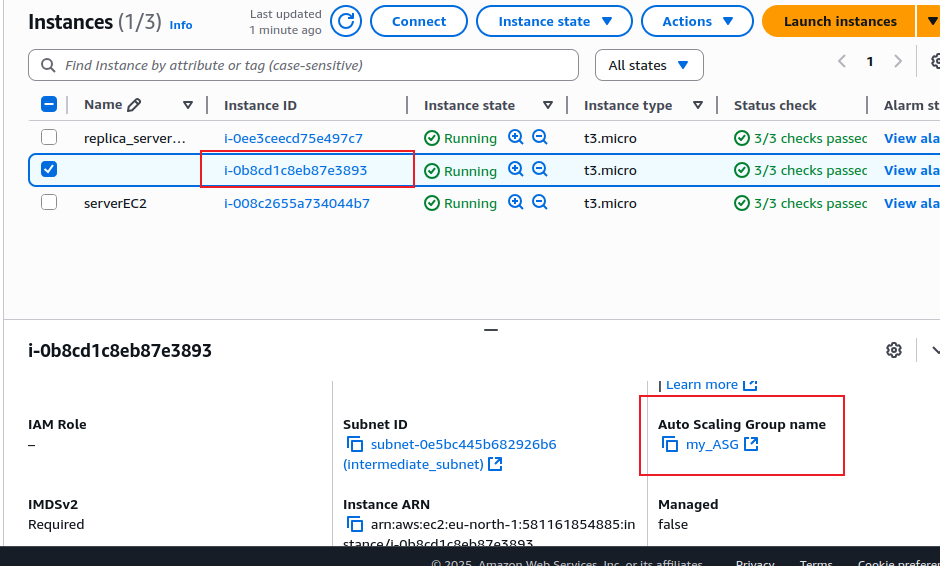 Instances (1/3) Info
Last updated
1 minute ago
Connect
Instance state
Actions
Launch instances
Find Instance by attribute or tag (case-sensitive)
All states
1
Name Instance ID Instance state Instance type Status check Alarm st
replica_server... i-0ee3ceecd75e497c7 Running t3.micro 3/3 checks passed View ala
i-0b8cd1c8eb87e3893 Running t3.micro 3/3 checks passed View ala
serverEC2 i-008c2655a734044b7 Running t3.micro 3/3 checks passed View ala
i-0b8cd1c8eb87e3893
Learn more
IAM Role
–
Subnet ID
subnet-0e5bc445b682926b6
(intermediate_subnet)
Auto Scaling Group name
my_ASG
IMDSv2
Required
Instance ARN
arn:aws:ec2:eu-north-1:581161854885:in
stance/i-0b8cd1c8eb87e3893
Managed
false
© 2025, Amazon Web Services, Inc. or its affiliates. Privacy Terms Cookie prefere